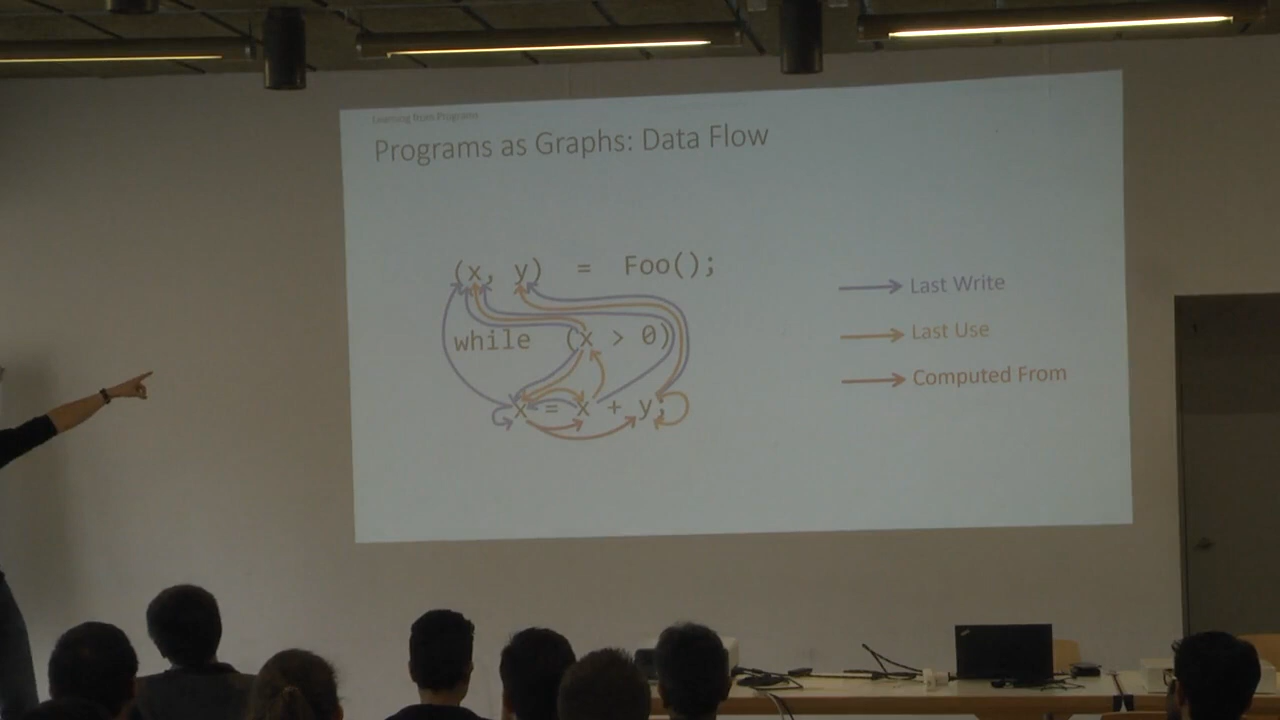 Learning from Programs
Programs as Graphs: Data Flow
(x, y) = Foo();
while (x > 0)
x = x + y;
Last Write
Last Use
Computed From